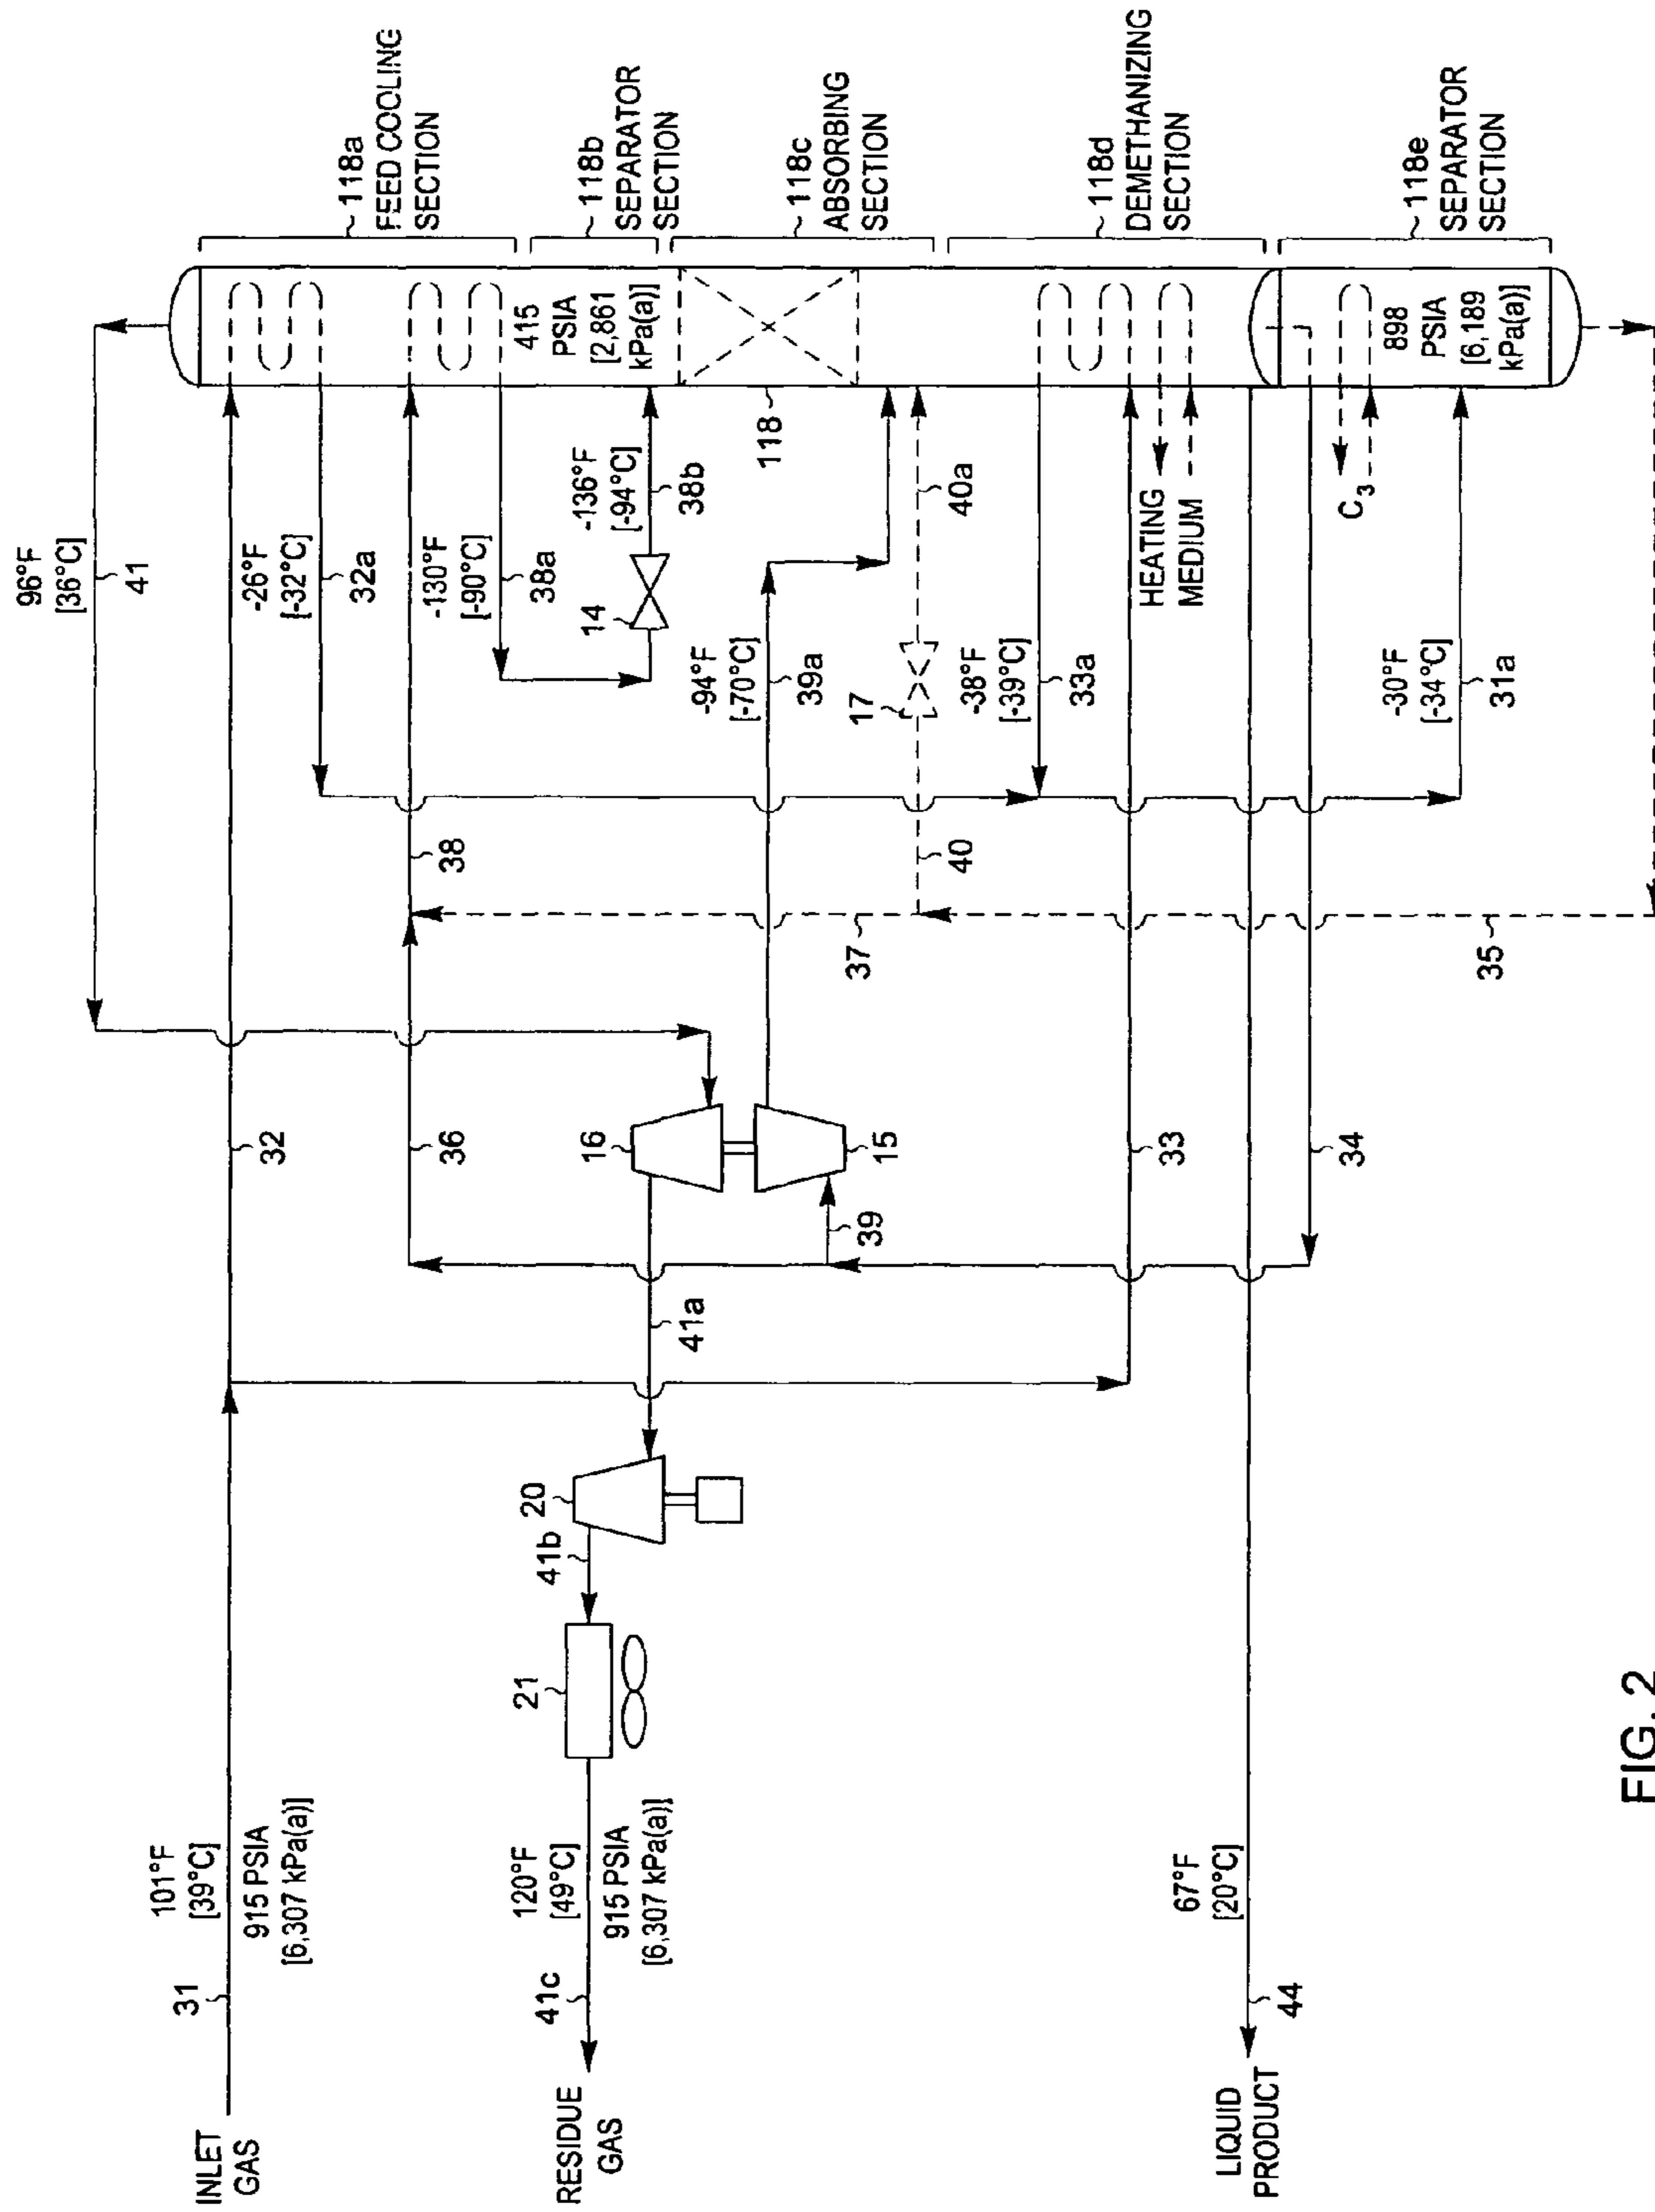 INLET
GAS
31
101°F
[39°C]
915 PSIA
[6,307 kPa(a)]
32
33
RESIDUE
GAS
41c
120°F
[49°C]
915 PSIA
[6,307 kPa(a)]
21
41b
20
41a
39
36
16
15
38
37
40
17
40a
96°F
[36°C]
41
-26°F
[-32°C]
32a
-130°F
[-90°C]
38a
14
-136°F
[-94°C]
38b
-94°F
[-70°C]
39a
-38°F
[-39°C]
33a
HEATING
MEDIUM
C3
-30°F
[-34°C]
31a
34
35
118
415
PSIA
[2,861
kPa(a)]
898
PSIA
[6,189
kPa(a)]
118a
FEED COOLING
SECTION
118b
SEPARATOR
SECTION
118c
ABSORBING
SECTION
118d
DEMETHANIZING
SECTION
118e
SEPARATOR
SECTION
LIQUID
PRODUCT
44
67°F
[20°C]
FIG. 2